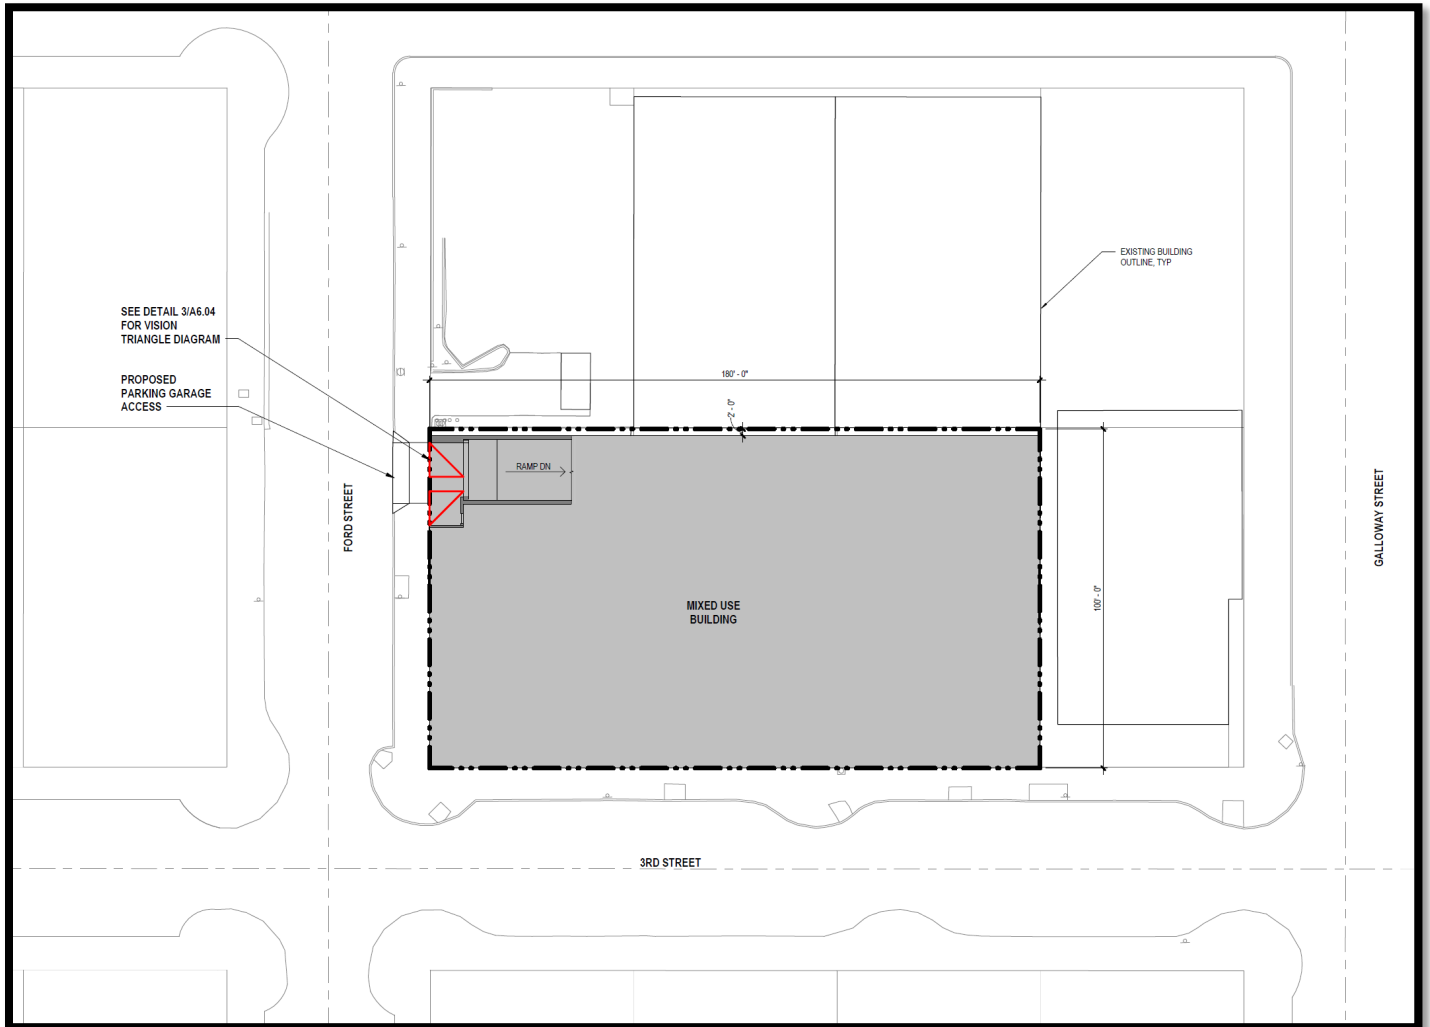 EXISTING BUILDING
OUTLINE, TYP
SEE DETAIL 3/A6.04
FOR VISION
TRIANGLE DIAGRAM
PROPOSED
PARKING GARAGE
ACCESS
180' - 0"
2' - 0"
RAMP DN
FORD STREET
GALLOWAY STREET
100' - 0"
MIXED USE
BUILDING
3RD STREET